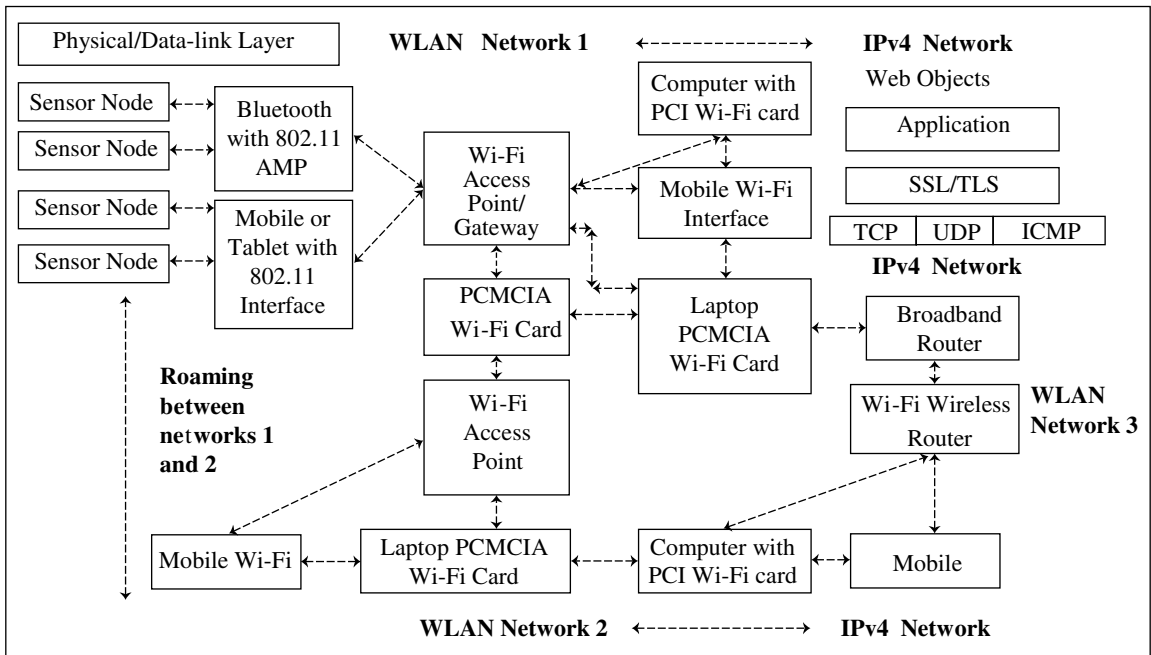 Physical/Data-link Layer
WLAN Network 1
IPv4 Network
Web Objects
Sensor Node
Sensor Node
Sensor Node
Sensor Node
Bluetooth
with 802.11
AMP
Mobile or
Tablet with
802.11
Interface
Wi-Fi
Access
Point/
Gateway
Computer with
PCI Wi-Fi card
Mobile Wi-Fi
Interface
Application
SSL/TLS
TCP
UDP
ICMP
IPv4 Network
PCMCIA
Wi-Fi Card
Laptop
PCMCIA
Wi-Fi Card
Broadband
Router
Wi-Fi Wireless
Router
WLAN
Network 3
Roaming
between
networks 1
and 2
Wi-Fi
Access
Point
Mobile Wi-Fi
Laptop PCMCIA
Wi-Fi Card
Computer with
PCI Wi-Fi card
Mobile
WLAN Network 2
IPv4 Network